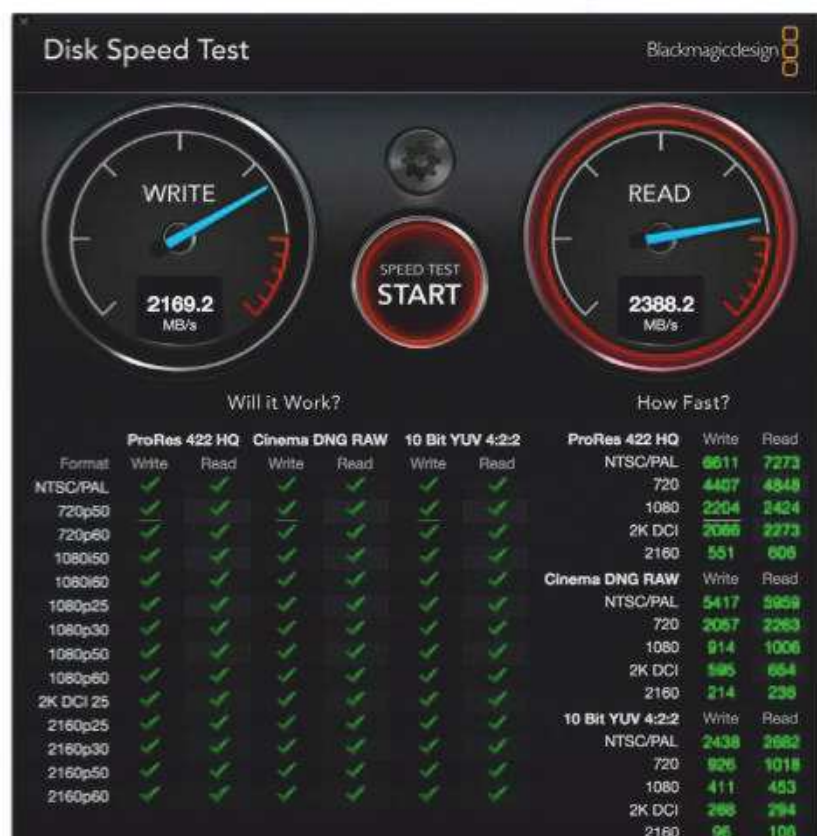 Disk Speed Test
Blackmagicdesign
WRITE
2169.2
MB/s
SPEED TEST
START
READ
2388.2
MB/s
Will it Work?
ProRes 422 HQ Cinema DNG RAW 10 Bit YUV 4:2:2
Format Write Read Write Read Write Read
NTSC/PAL
720p50
720p60
1080i50
1080i60
1080p25
1080p30
1080p50
1080p60
2K DCI 25
2160p25
2160p30
2160p50
2160p60
How Fast?
ProRes 422 HQ Write Read
NTSC/PAL 6611 7273
720 4407 4848
1080 2204 2424
2K DCI 2066 2273
2160 551 606
Cinema DNG RAW Write Read
NTSC/PAL 5417 5959
720 2057 2263
1080 914 1006
2K DCI 595 654
2160 214 236
10 Bit YUV 4:2:2 Write Read
NTSC/PAL 2438 2682
720 926 1018
1080 411 453
2K DCI 268 294
2160 96